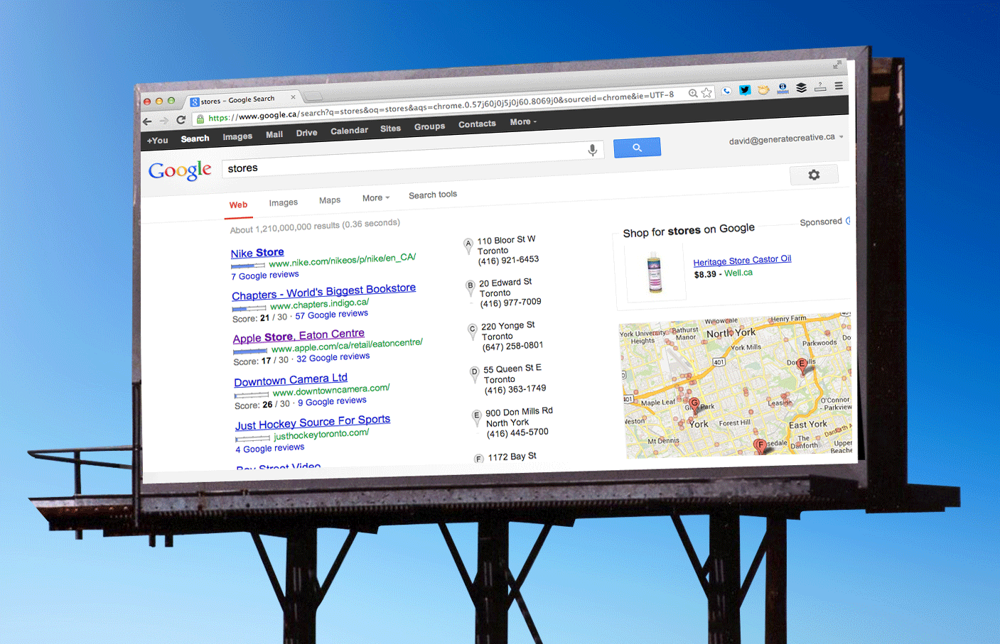 stores – Google Search
https://www.google.ca/search?q=stores&oq=stores&aqs=chrome.0.57j60j0j5j0j60.8069j0&sourceid=chrome&ie=UTF-8
+You Search Images Mail Drive Calendar Sites Groups Contacts More
Google
stores
david@generatecreative.ca
Web Images Maps More Search tools
About 1,210,000,000 results (0.36 seconds)
Nike Store
www.nike.com/nikeos/p/nike/en_CA/
7 Google reviews
A 110 Bloor St W
Toronto
(416) 921-6453
Chapters - World's Biggest Bookstore
www.chapters.indigo.ca/
Score: 21 / 30 · 57 Google reviews
B 20 Edward St
Toronto
(416) 977-7009
Apple Store, Eaton Centre
www.apple.com/ca/retail/eatoncentre/
Score: 17 / 30 · 32 Google reviews
C 220 Yonge St
Toronto
(647) 258-0801
Downtown Camera Ltd
www.downtowncamera.com/
Score: 26 / 30 · 9 Google reviews
D 55 Queen St E
Toronto
(416) 363-1749
Just Hockey Source For Sports
justhockeytoronto.com/
4 Google reviews
E 900 Don Mills Rd
North York
(416) 445-5700
Bay Street Video
F 1172 Bay St
Shop for stores on Google
Sponsored
Heritage Store Castor Oil
$8.39 - Well.ca
York University
Heights
Bathurst
Manor
Willowdale
North York
Henry Farm
York Mills
Parkwoods
401
Do
E
401
Maple Leaf
G
Park
Leaside
O'Connor
- Parkview
Weston
York
Forest Hill
East York
Mt Dennis
F
sedale
The
Danforth
Danforth A
Upper
Beache